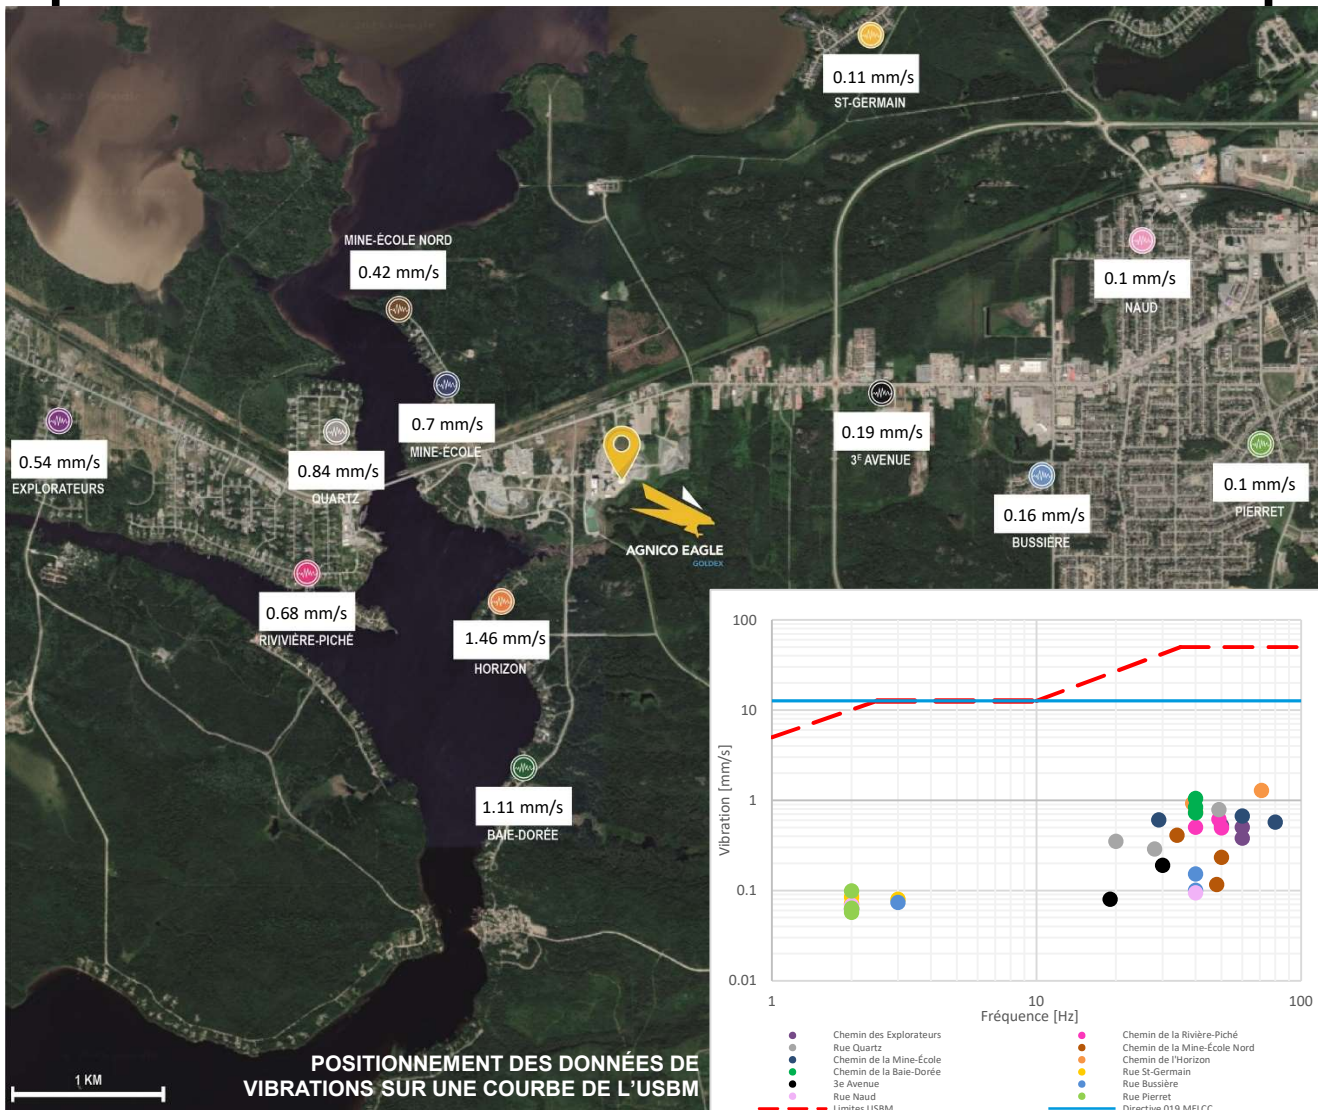 0.11 mm/s
ST-GERMAIN
MINE-ÉCOLE NORD
0.42 mm/s
0.1 mm/s
NAUD
0.7 mm/s
MINE-ÉCOLE
0.54 mm/s
EXPLORATEURS
0.84 mm/s
QUARTZ
0.19 mm/s
3E AVENUE
0.16 mm/s
BUSSIÈRE
0.1 mm/s
PIERRET
AGNICO EAGLE
GOLDEX
0.68 mm/s
RIVIVIÈRE-PICHÉ
1.46 mm/s
HORIZON
1.11 mm/s
BAIE-DORÉE
POSITIONNEMENT DES DONNÉES DE
VIBRATIONS SUR UNE COURBE DE L'USBM
1 KM
Vibration [mm/s]
100
10
1
0.1
0.01
1
10
100
Fréquence [Hz]
Chemin des Explorateurs
Chemin de la Rivière-Piché
Rue Quartz
Chemin de la Mine-École Nord
Chemin de la Mine-École
Chemin de l'Horizon
Chemin de la Baie-Dorée
Rue St-Germain
3e Avenue
Rue Bussière
Rue Naud
Rue Pierret
Limites USBM
Directive 019 MELCC